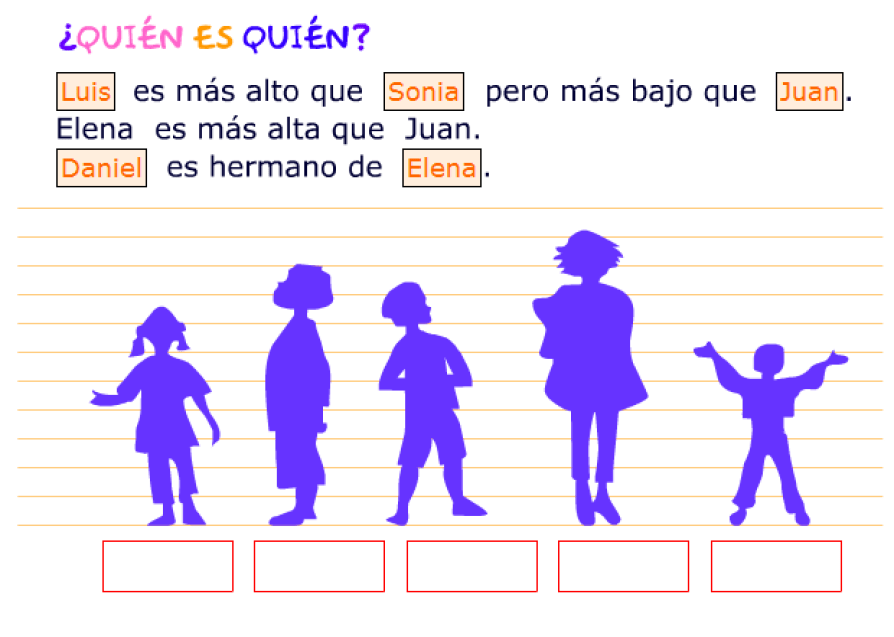 ¿QUIÉN ES QUIÉN?
Luis es más alto que Sonia pero más bajo que Juan.
Elena es más alta que Juan.
Daniel es hermano de Elena.